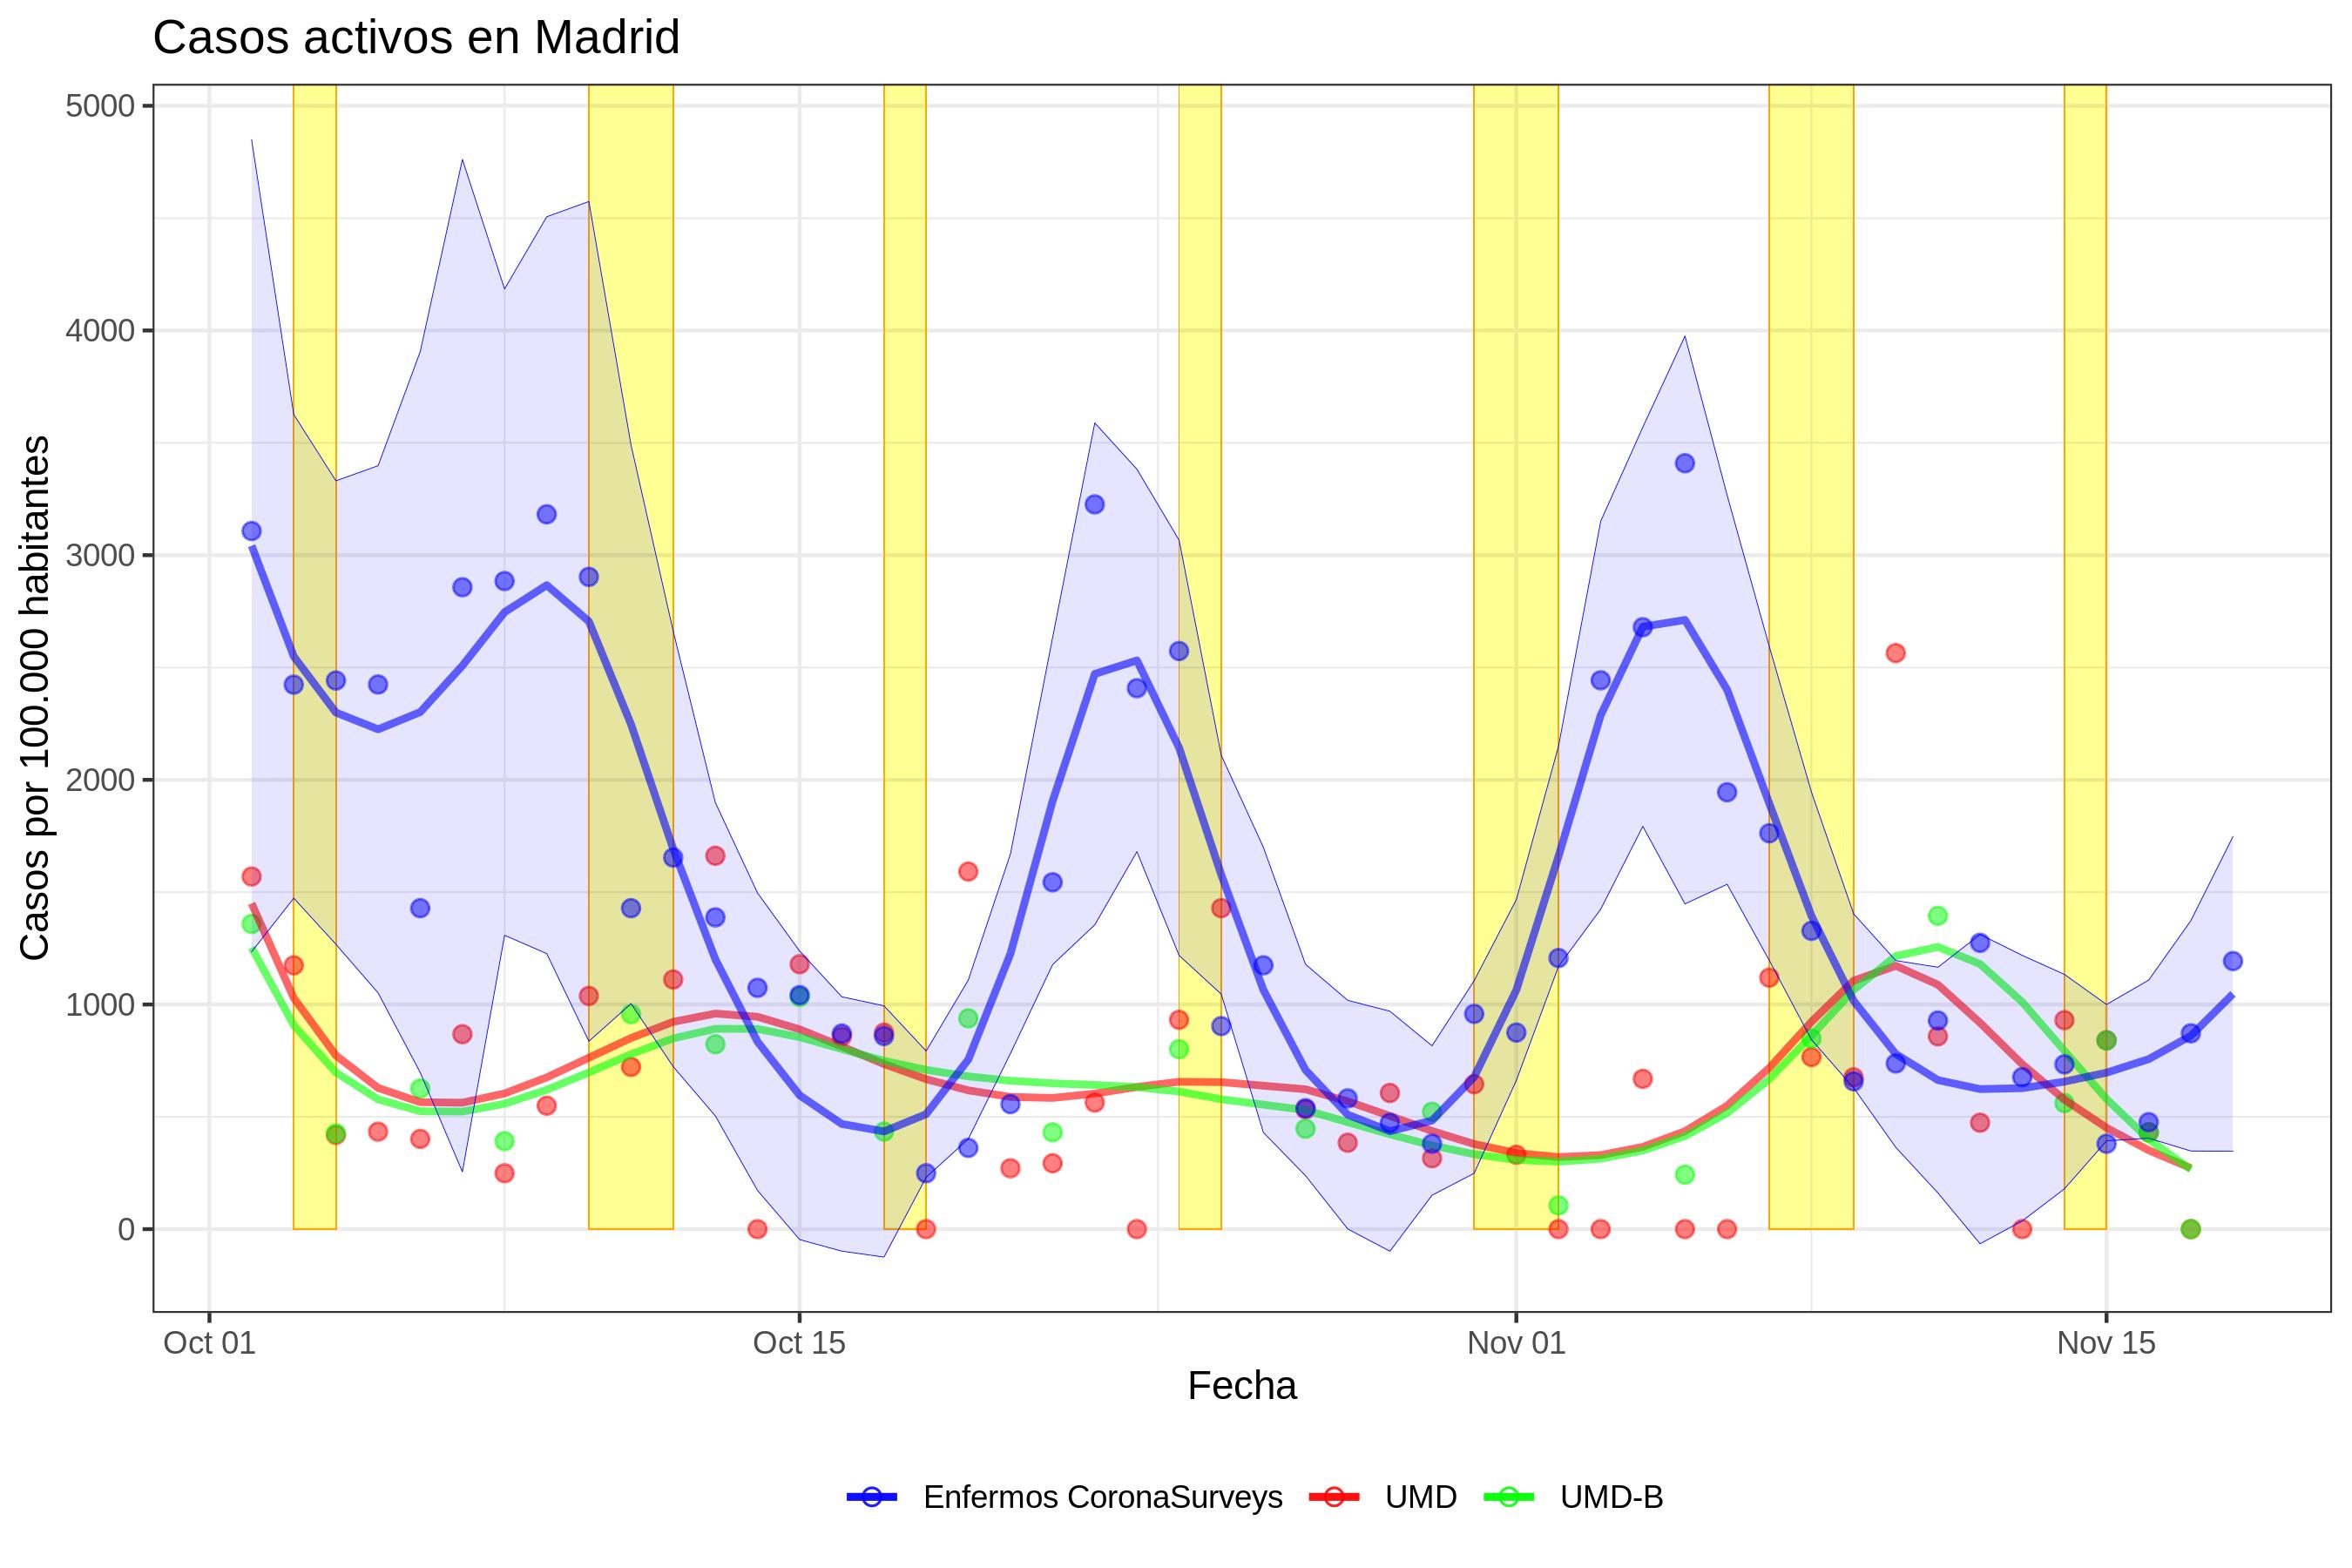 Casos activos en Madrid
Casos por 100.000 habitantes
5000
4000
3000
2000
1000
0
Oct 01
Oct 15
Nov 01
Nov 15
Fecha
Enfermos CoronaSurveys
UMD
UMD-B